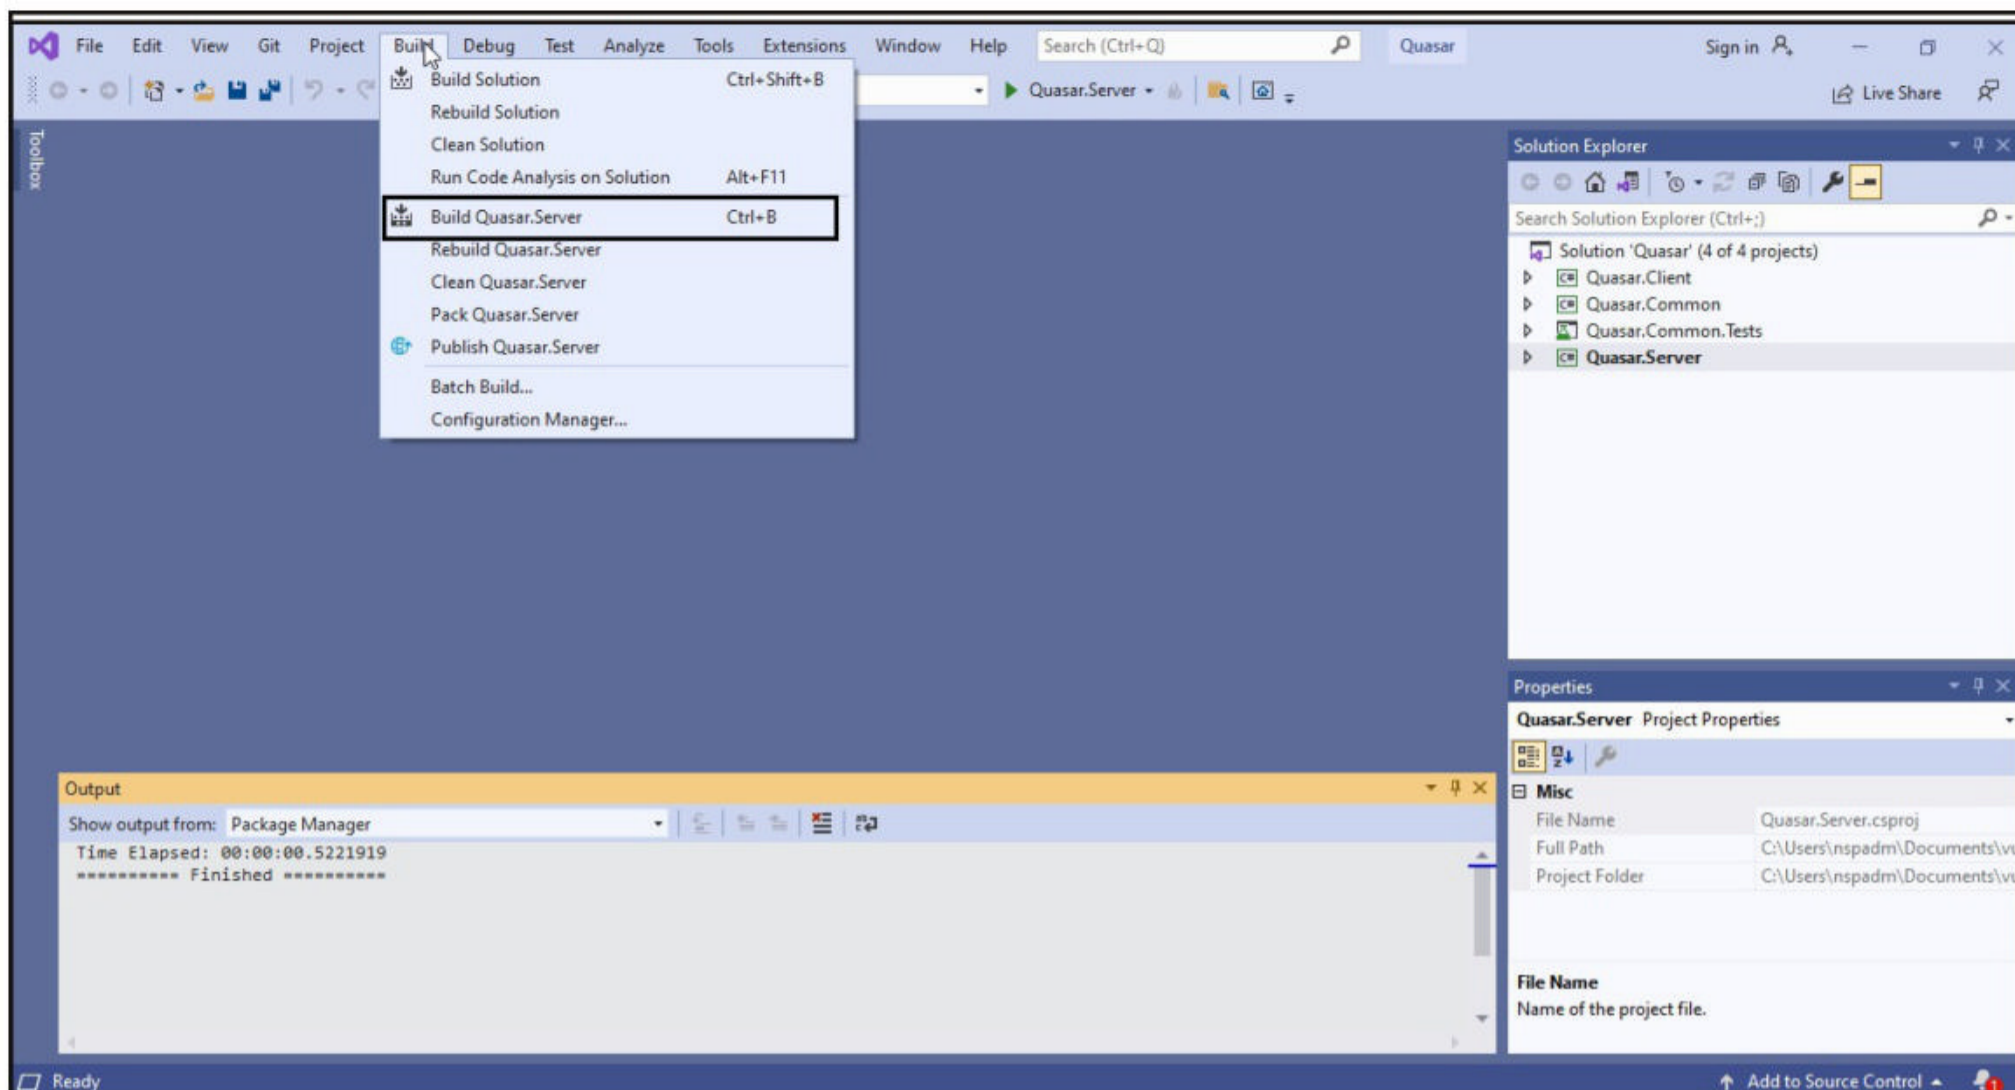 File Edit View Git Project Build Debug Test Analyze Tools Extensions Window Help Search (Ctrl+Q) Quasar Sign in
Quasar.Server Live Share
Toolbox
Build Solution Ctrl+Shift+B
Rebuild Solution
Clean Solution
Run Code Analysis on Solution Alt+F11
Build Quasar.Server Ctrl+B
Rebuild Quasar.Server
Clean Quasar.Server
Pack Quasar.Server
Publish Quasar.Server
Batch Build...
Configuration Manager...
Solution Explorer
Search Solution Explorer (Ctrl+;)
Solution 'Quasar' (4 of 4 projects)
Quasar.Client
Quasar.Common
Quasar.Common.Tests
Quasar.Server
Properties
Quasar.Server Project Properties
Misc
File Name Quasar.Server.csproj
Full Path C:\Users\nspadm\Documents\vu
Project Folder C:\Users\nspadm\Documents\vu
File Name
Name of the project file.
Output
Show output from: Package Manager
Time Elapsed: 00:00:00.5221919
========== Finished ==========
Ready Add to Source Control 1